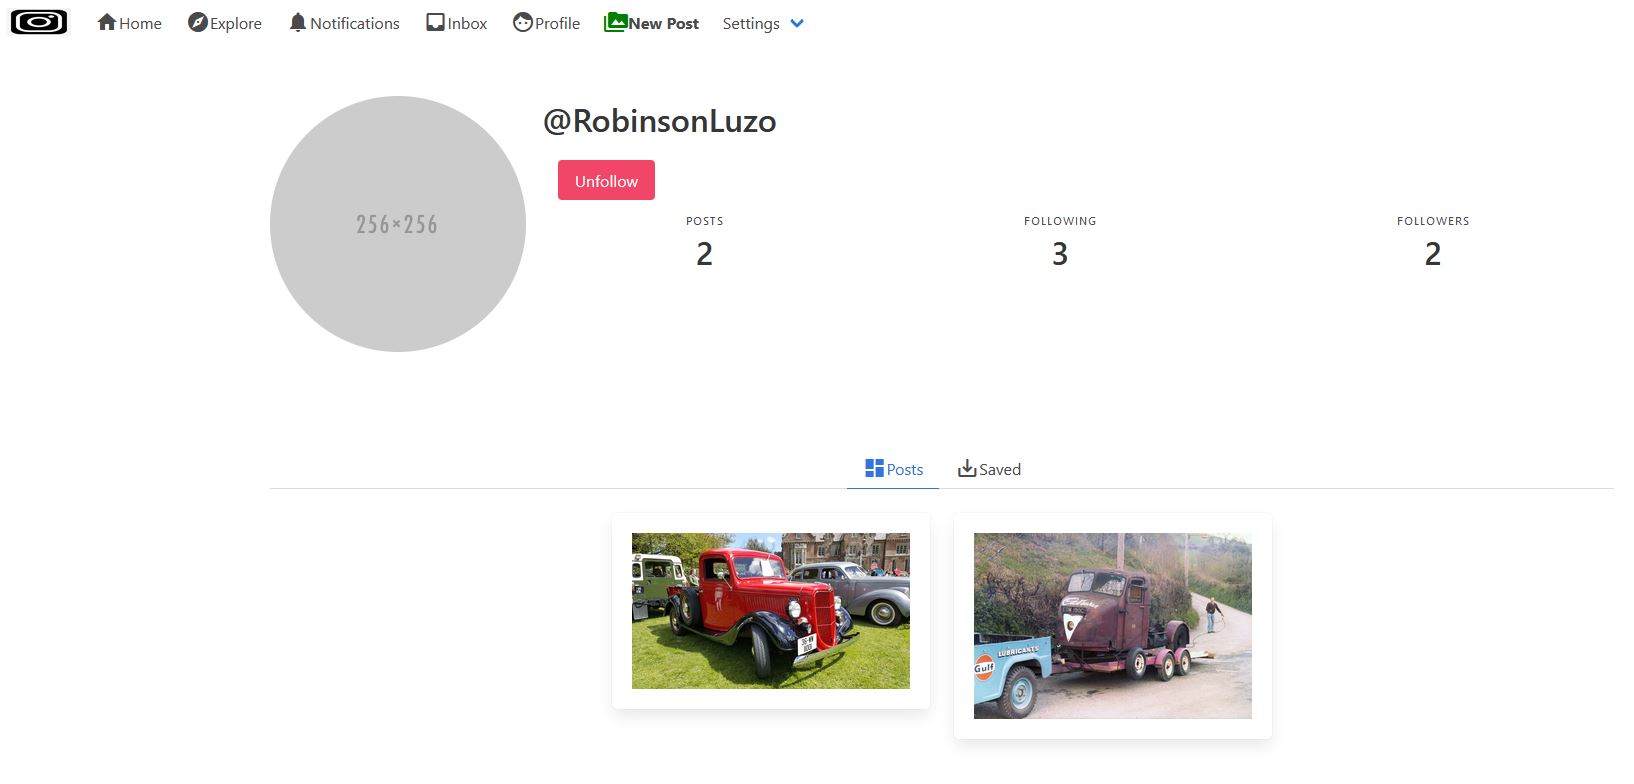 Home Explore Notifications Inbox Profile New Post Settings
256×256
@RobinsonLuzo
Unfollow
POSTS FOLLOWING FOLLOWERS
2 3 2
Posts Saved
LUBRICANTS
Gulf